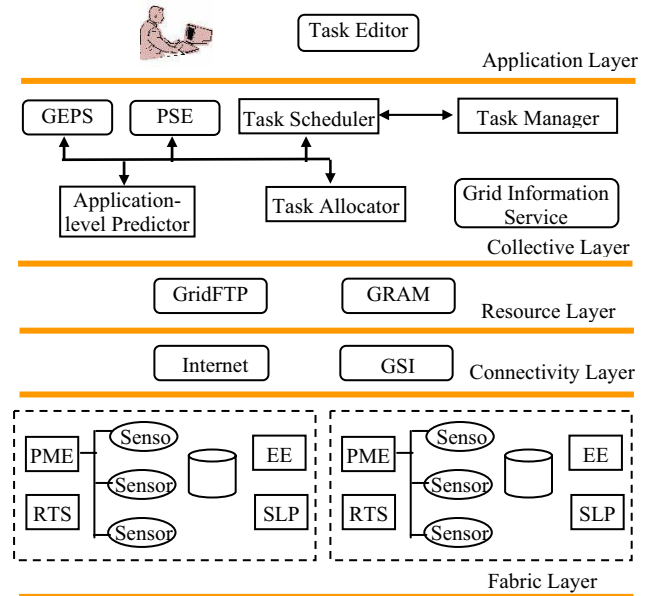 Task Editor
Application Layer
GEPS
PSE
Task Scheduler
Task Manager
Application-
level Predictor
Task Allocator
Grid Information
Service
Collective Layer
GridFTP
GRAM
Resource Layer
Internet
GSI
Connectivity Layer
PME
Senso
Sensor
Sensor
EE
RTS
SLP
PME
Senso
Sensor
Sensor
EE
RTS
SLP
Fabric Layer